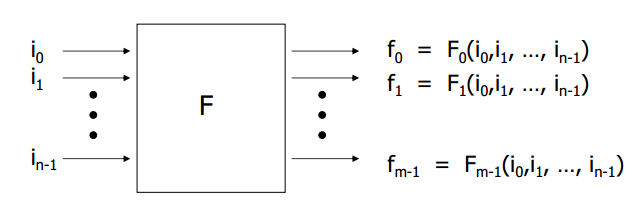 i₀
i₁
iₙ₋₁
F
f₀ = F₀(i₀,i₁, ..., iₙ₋₁)
f₁ = F₁(i₀,i₁, ..., iₙ₋₁)
fₘ₋₁ = Fₘ₋₁(i₀,i₁, ..., iₙ₋₁)